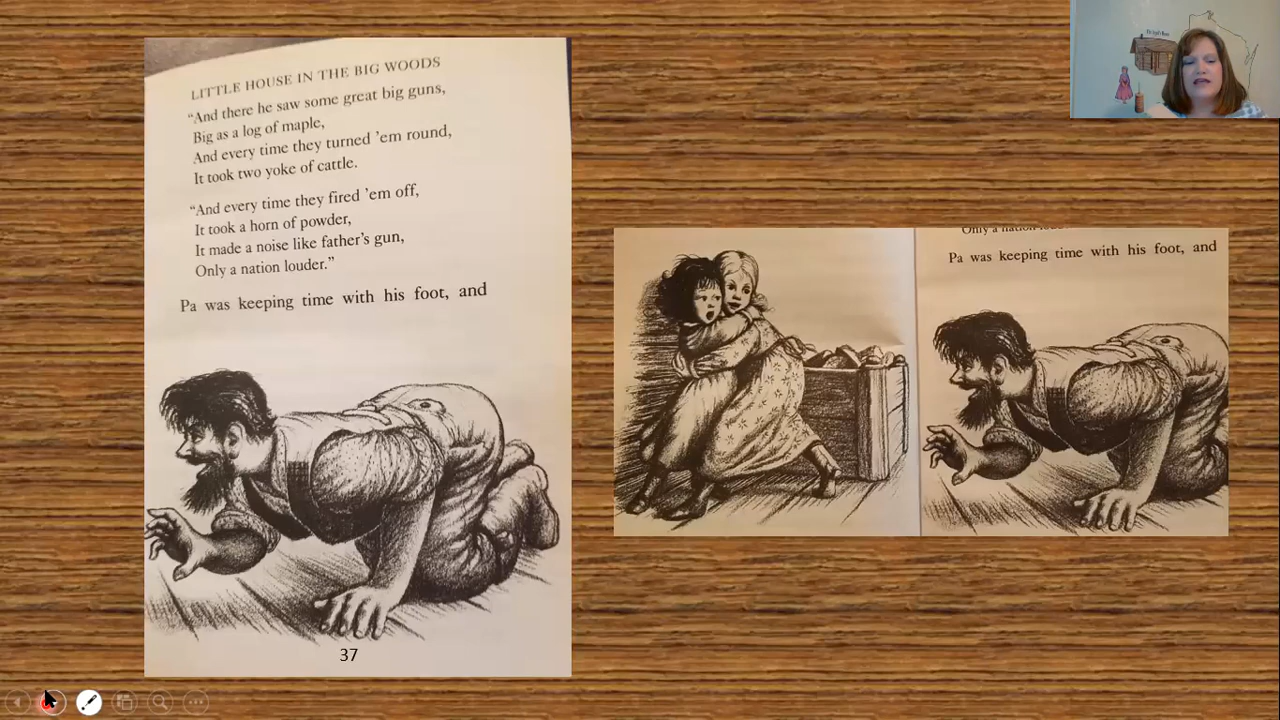 LITTLE HOUSE IN THE BIG WOODS
“And there he saw some great big guns,
Big as a log of maple,
And every time they turned ’em round,
It took two yoke of cattle.
“And every time they fired ’em off,
It took a horn of powder,
It made a noise like father’s gun,
Only a nation louder.”
Pa was keeping time with his foot, and
37
Only a nation
Pa was keeping time with his foot, and